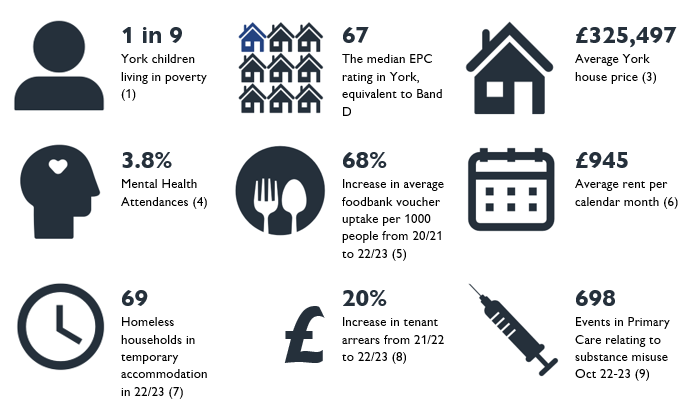 1 in 9
York children
living in poverty
(1)
67
The median EPC
rating in York,
equivalent to Band
D
£325,497
Average York
house price (3)
3.8%
Mental Health
Attendances (4)
68%
Increase in average
foodbank voucher
uptake per 1000
people from 20/21
to 22/23 (5)
£945
Average rent per
calendar month (6)
69
Homeless
households in
temporary
accommodation
in 22/23 (7)
£
20%
Increase in tenant
arrears from 21/22
to 22/23 (8)
698
Events in Primary
Care relating to
substance misuse
Oct 22-23 (9)